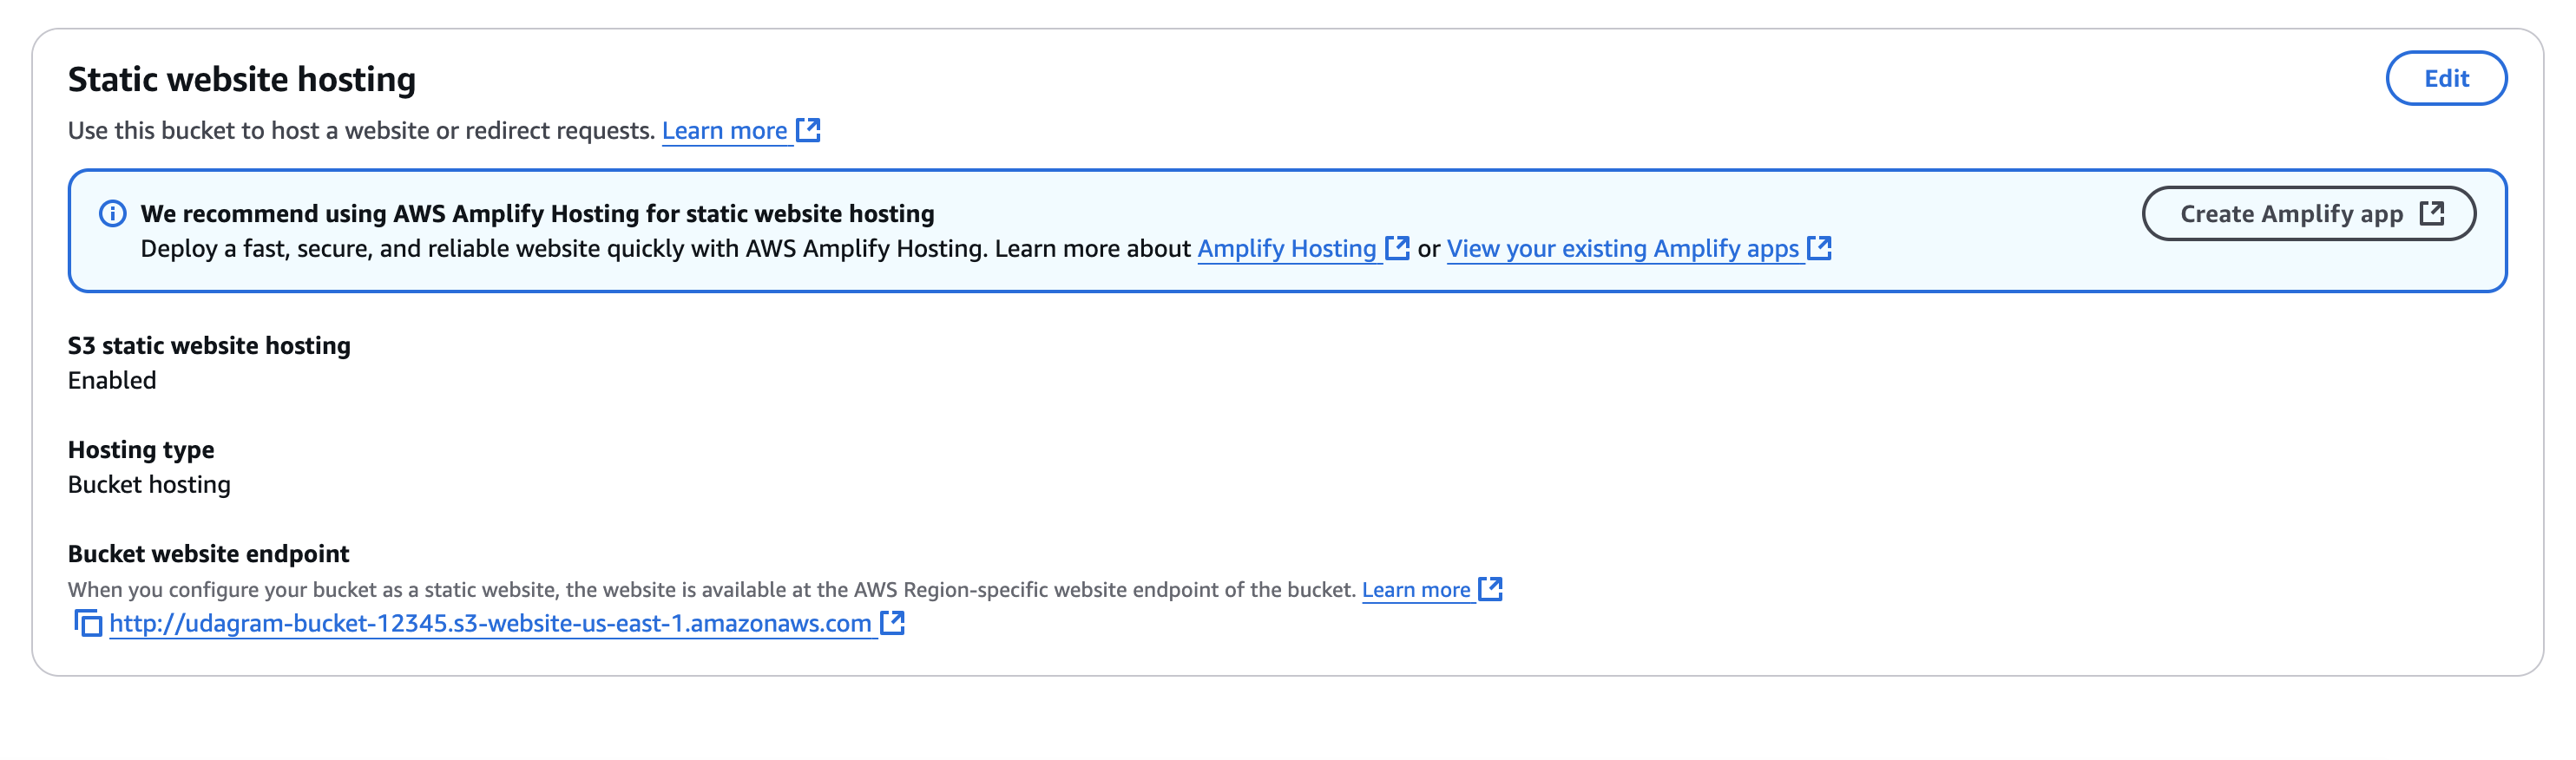 Static website hosting
Edit
Use this bucket to host a website or redirect requests. Learn more
We recommend using AWS Amplify Hosting for static website hosting
Create Amplify app
Deploy a fast, secure, and reliable website quickly with AWS Amplify Hosting. Learn more about Amplify Hosting or View your existing Amplify apps
S3 static website hosting
Enabled
Hosting type
Bucket hosting
Bucket website endpoint
When you configure your bucket as a static website, the website is available at the AWS Region-specific website endpoint of the bucket. Learn more
http://udagram-bucket-12345.s3-website-us-east-1.amazonaws.com